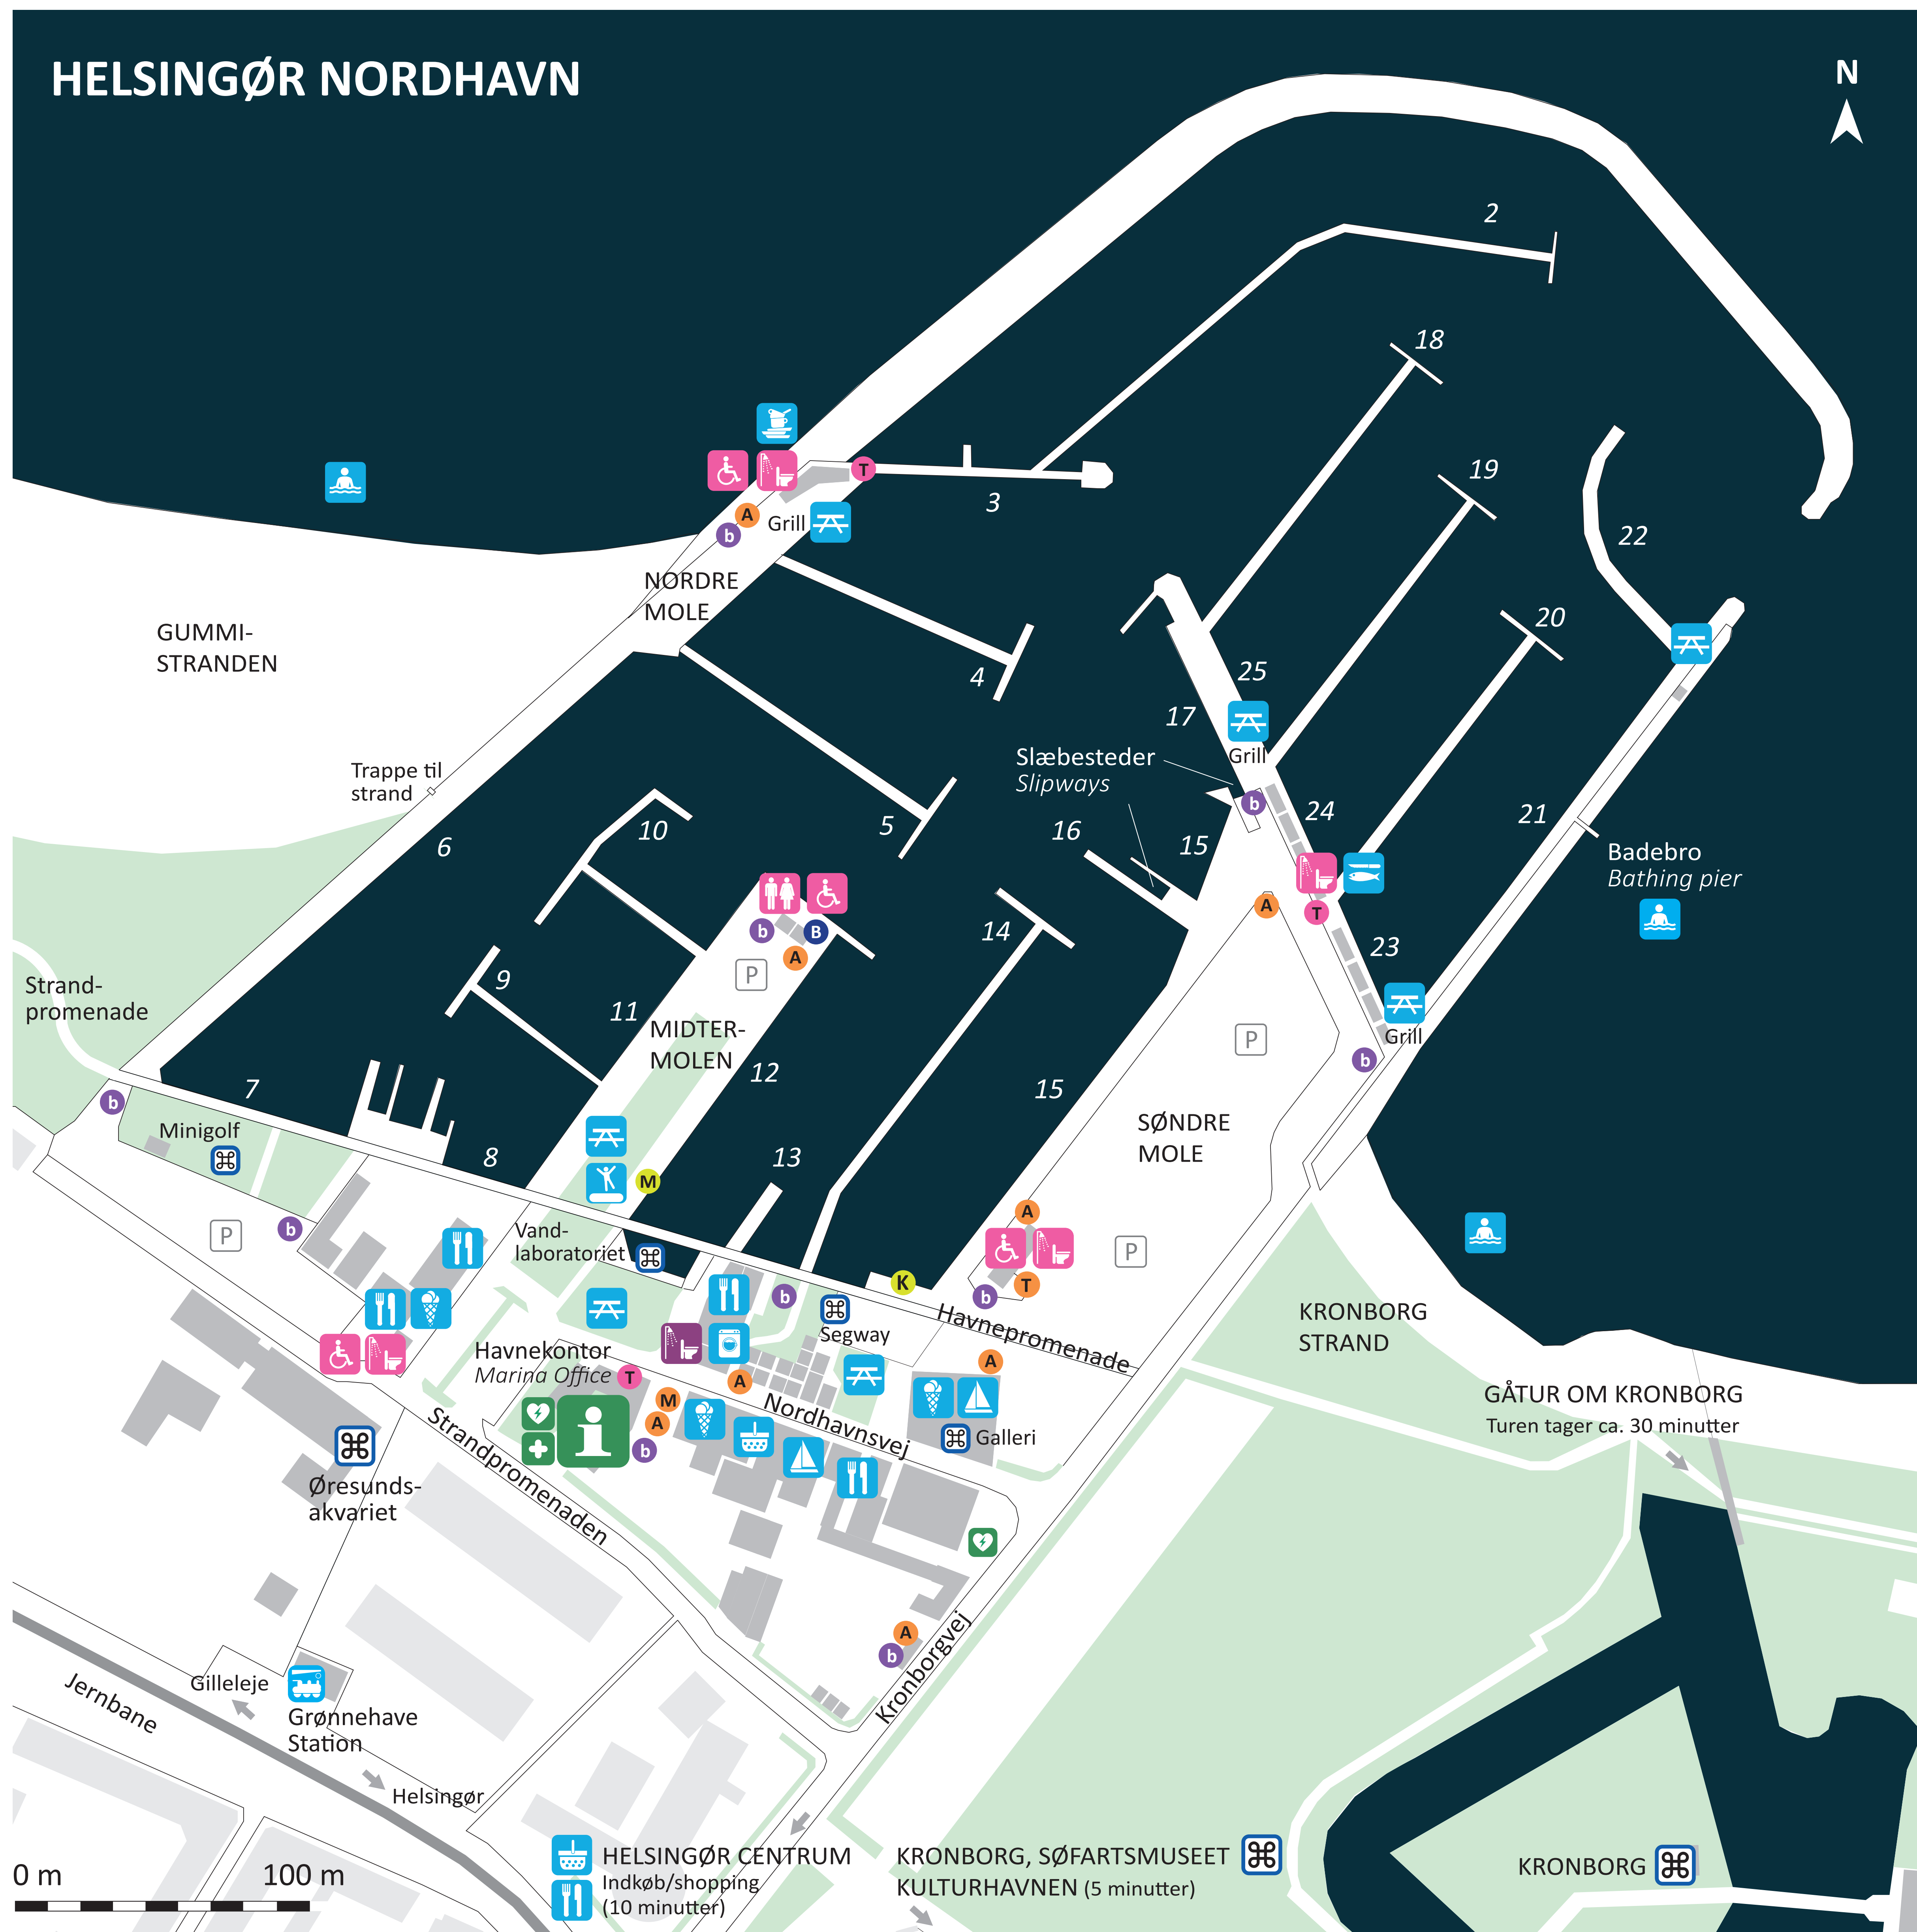 HELSINGØR NORDHAVN
N
2
18
19
T
3
A
Grill
b
22
NORDRE
MOLE
GUMMI-
STRANDEN
20
4
25
17
Slæbesteder
Slipways
Grill
Trappe til
strand
b
24
21
5
10
16
15
6
Badebro
Bathing pier
A
T
b
B
14
A
23
P
9
Strand-
promenade
11
MIDTER-
MOLEN
P
Grill
b
12
15
7
b
SØNDRE
MOLE
Minigolf
8
13
M
A
P
b
Vand-
laboratoriet
P
K
T
b
b
Havnepromenade
Segway
KRONBORG
STRAND
Havnekontor
Marina Office
T
A
A
M
A
b
Nordhavnsvej
Galleri
GÅTUR OM KRONBORG
Turen tager ca. 30 minutter
Strandpromenaden
i
Øresunds-
akvariet
A
b
Kronborgvej
Gilleleje
Jernbane
Grønnehave
Station
Helsingør
0 m
100 m
HELSINGØR CENTRUM
Indkøb/shopping
(10 minutter)
KRONBORG, SØFARTSMUSEET
KULTURHAVNEN (5 minutter)
KRONBORG